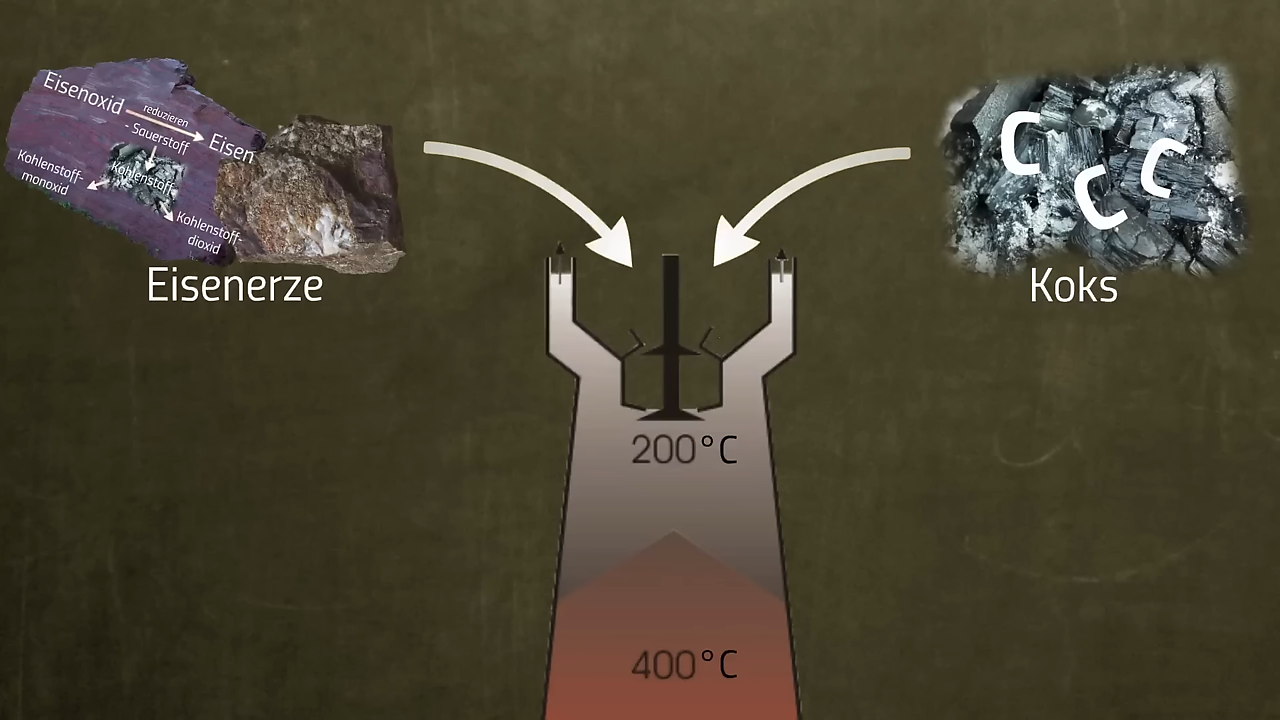 Eisenoxid
reduzieren
- Sauerstoff
Eisen
Kohlenstoff-
monoxid
Kohlenstoff
Kohlenstoff-
dioxid
Eisenerze
C
C
C
Koks
200°C
400°C